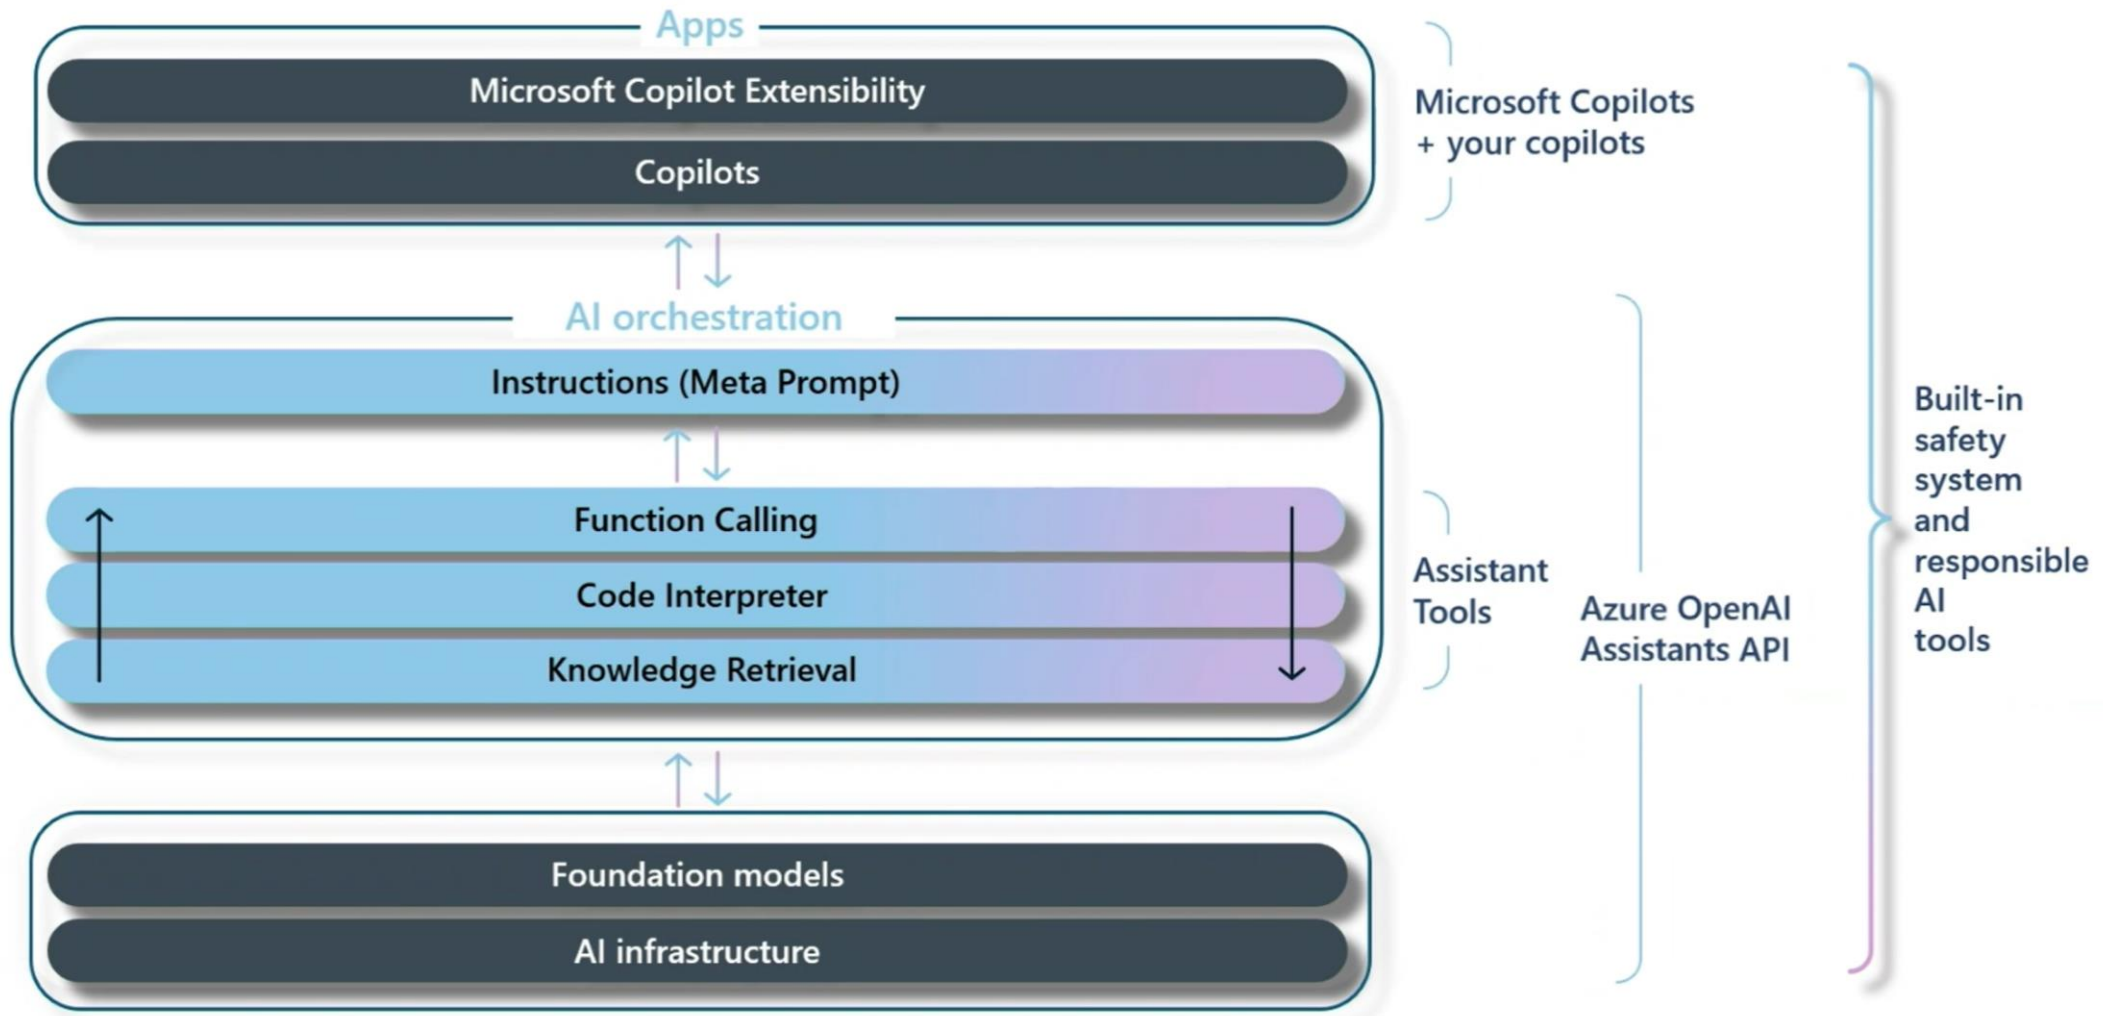 Apps
Microsoft Copilot Extensibility
Copilots
Microsoft Copilots
+ your copilots
AI orchestration
Instructions (Meta Prompt)
Function Calling
Code Interpreter
Knowledge Retrieval
Assistant
Tools
Azure OpenAI
Assistants API
Built-in
safety
system
and
responsible
AI
tools
Foundation models
AI infrastructure